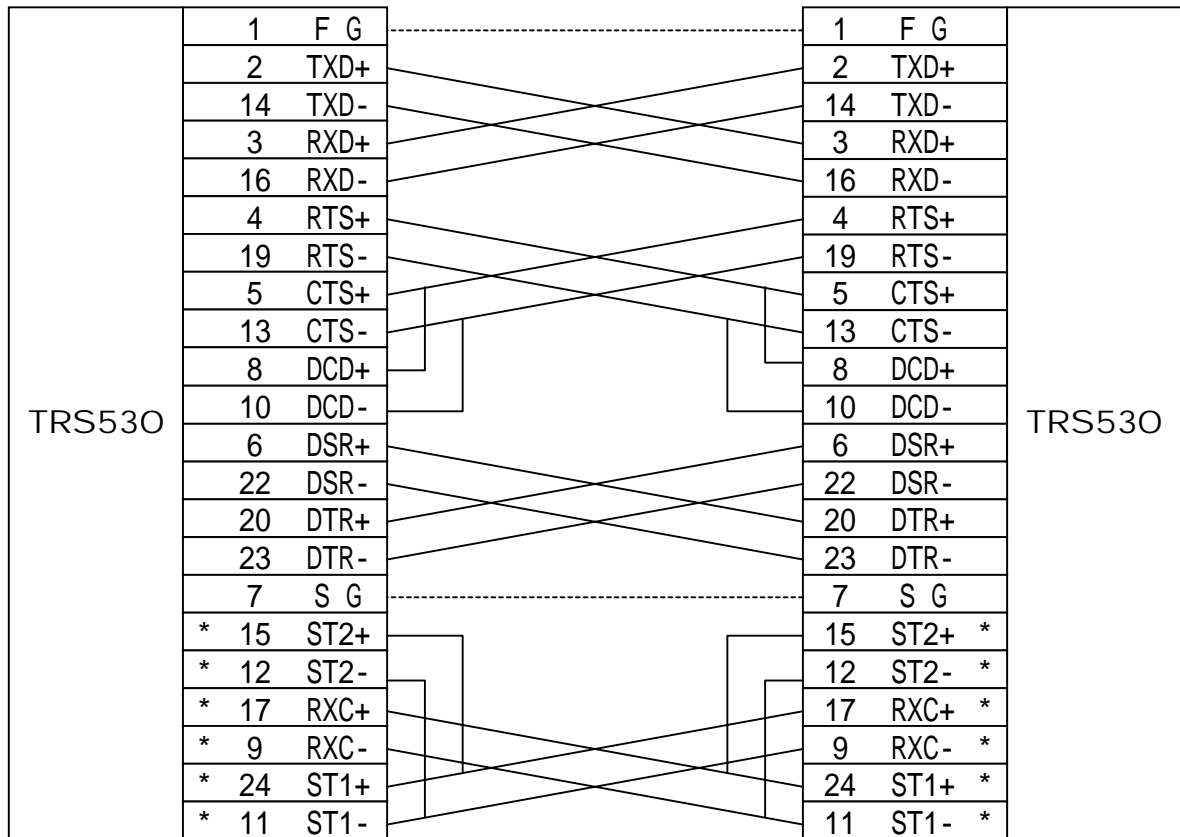 1 F G 1 F G
2 TXD+ 2 TXD+
14 TXD- 14 TXD-
3 RXD+ 3 RXD+
16 RXD- 16 RXD-
4 RTS+ 4 RTS+
19 RTS- 19 RTS-
5 CTS+ 5 CTS+
13 CTS- 13 CTS-
8 DCD+ 8 DCD+
10 DCD- 10 DCD-
TRS530 TRS530
6 DSR+ 6 DSR+
22 DSR- 22 DSR-
20 DTR+ 20 DTR+
23 DTR- 23 DTR-
7 S G 7 S G
* 15 ST2+ 15 ST2+ *
* 12 ST2- 12 ST2- *
* 17 RXC+ 17 RXC+ *
* 9 RXC- 9 RXC- *
* 24 ST1+ 24 ST1+ *
* 11 ST1- 11 ST1- *